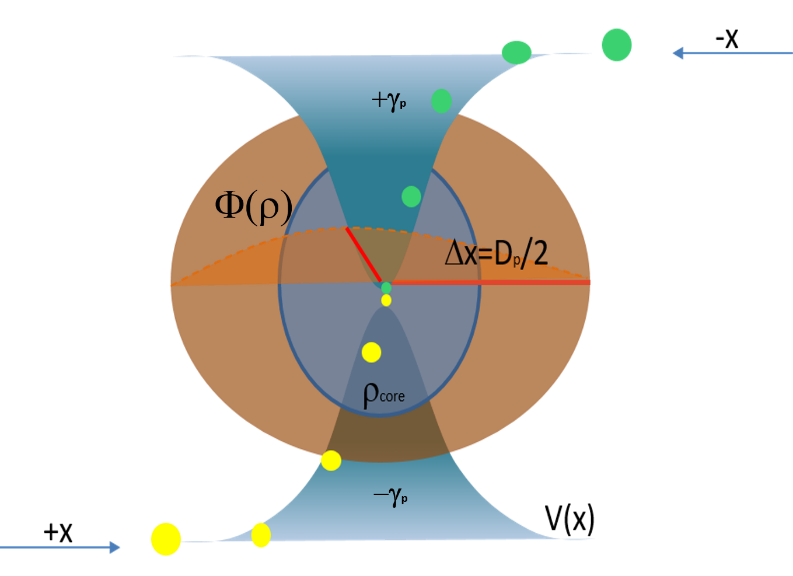 -x
+γp
Φ(ρ)
Δx=Dp/2
ρcore
−γp
V(x)
+x